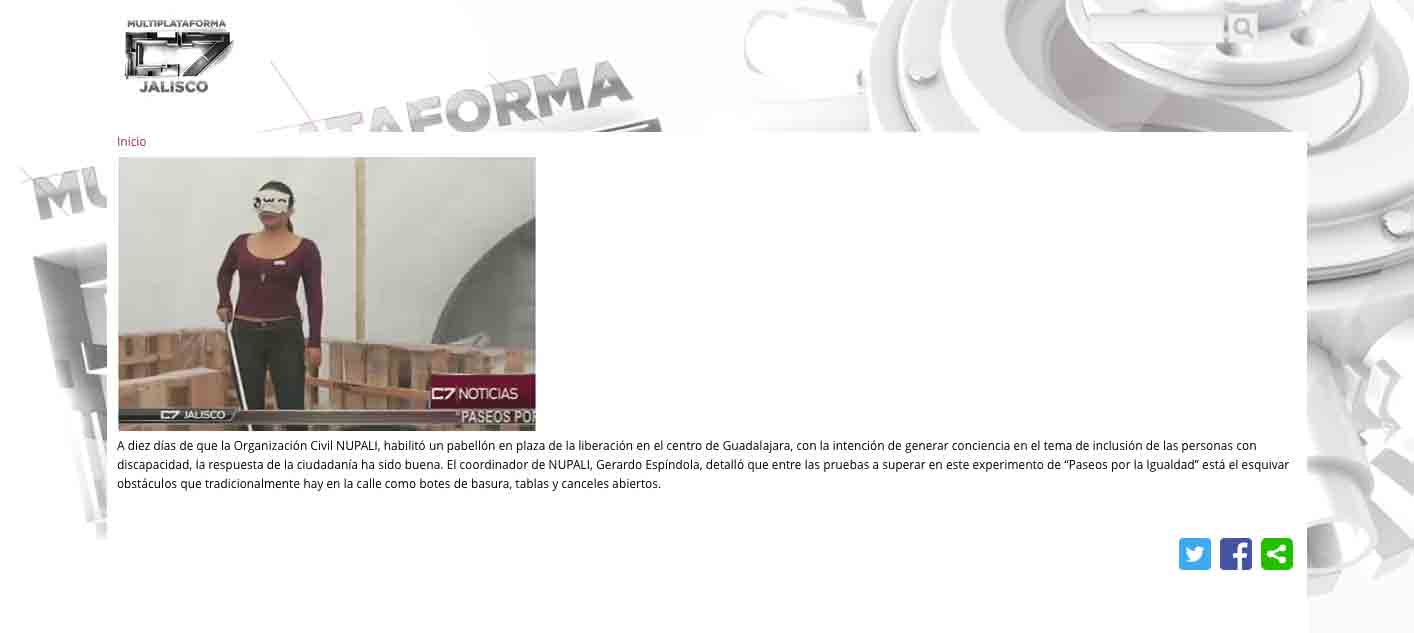 MULTIPLATAFORMA
C7
JALISCO
ATAFORMA
MU
Inicio
C7 NOTICIAS
C7 JALISCO
"PASEOS POR
A diez días de que la Organización Civil NUPALI, habilitó un pabellón en plaza de la liberación en el centro de Guadalajara, con la intención de generar conciencia en el tema de inclusión de las personas con
discapacidad, la respuesta de la ciudadanía ha sido buena. El coordinador de NUPALI, Gerardo Espíndola, detalló que entre las pruebas a superar en este experimento de “Paseos por la Igualdad” está el esquivar
obstáculos que tradicionalmente hay en la calle como botes de basura, tablas y canceles abiertos.